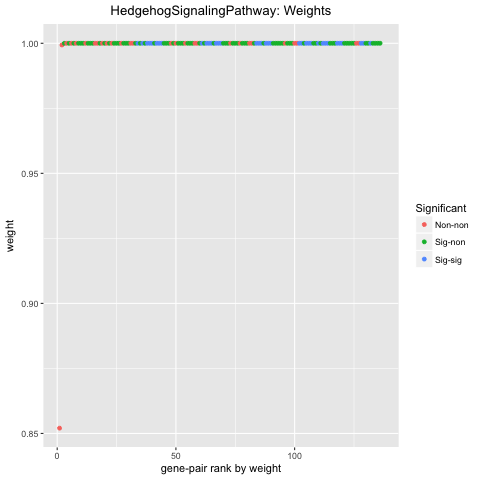 HedgehogSignalingPathway: Weights
1.00
0.95
0.90
0.85
weight
0
50
100
gene-pair rank by weight
Significant
Non-non
Sig-non
Sig-sig